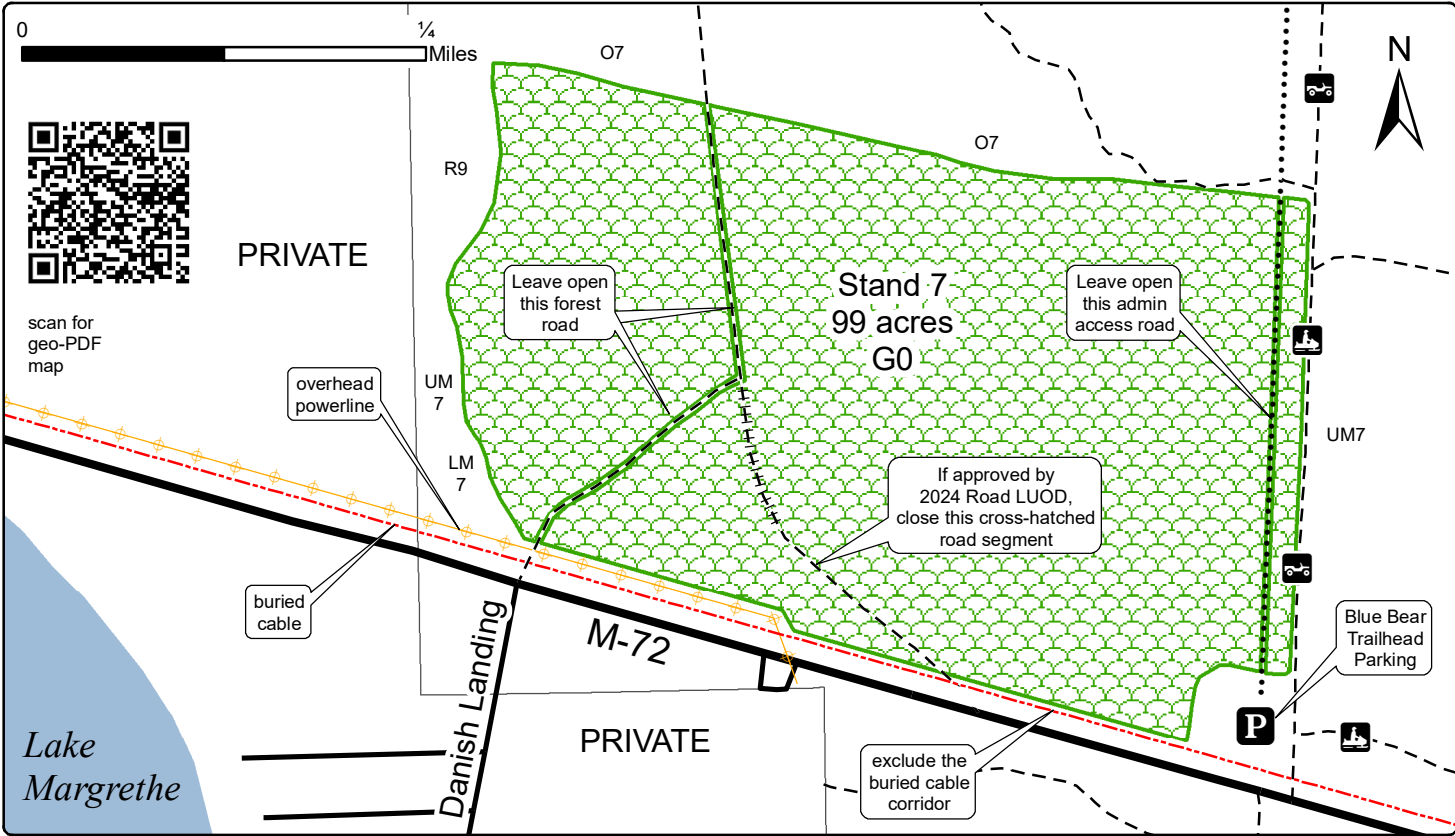 0
¼
Miles
N
O7
O7
R9
PRIVATE
scan for
geo-PDF
map
Leave open
this forest
road
Stand 7
99 acres
G0
Leave open
this admin
access road
overhead
powerline
UM
7
LM
7
UM7
If approved by
2024 Road LUOD,
close this cross-hatched
road segment
buried
cable
M-72
Danish Landing
Blue Bear
Trailhead
Parking
P
PRIVATE
exclude the
buried cable
corridor
Lake
Margrethe